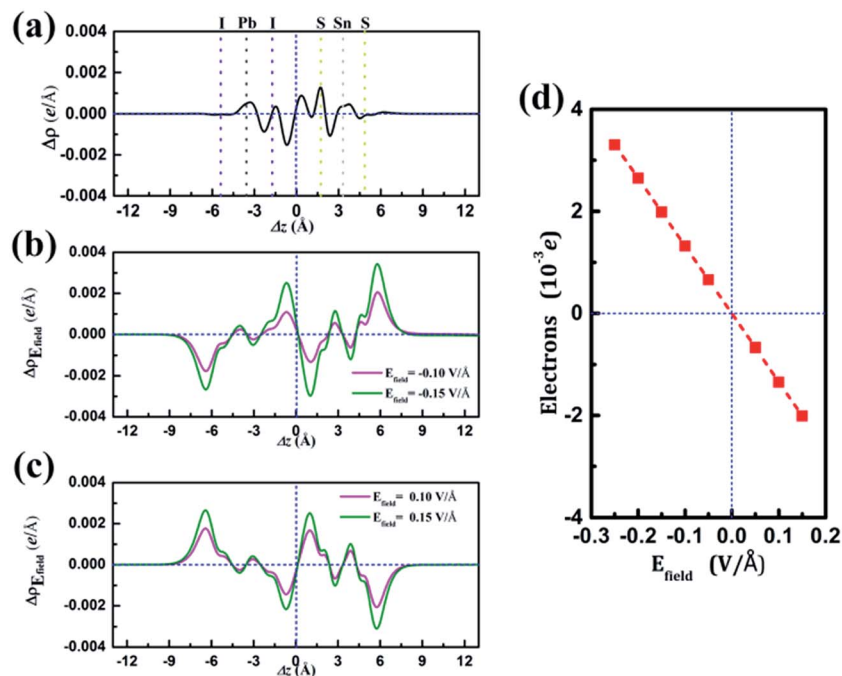 (a)
I Pb I S Sn S
0.004
0.002
0.000
-0.002
-0.004
Δρ (e/Å)
-12 -9 -6 -3 0 3 6 9 12
Δz (Å)
(b)
0.004
0.002
0.000
-0.002
-0.004
ΔρEfield (e/Å)
Efield= -0.10 V/Å
Efield= -0.15 V/Å
-12 -9 -6 -3 0 3 6 9 12
Δz (Å)
(c)
0.004
0.002
0.000
-0.002
-0.004
ΔρEfield (e/Å)
Efield= 0.10 V/Å
Efield= 0.15 V/Å
-12 -9 -6 -3 0 3 6 9 12
Δz (Å)
(d)
4
2
0
-2
-4
Electrons (10⁻³e)
-0.3 -0.2 -0.1 0.0 0.1 0.2
Efield (V/Å)